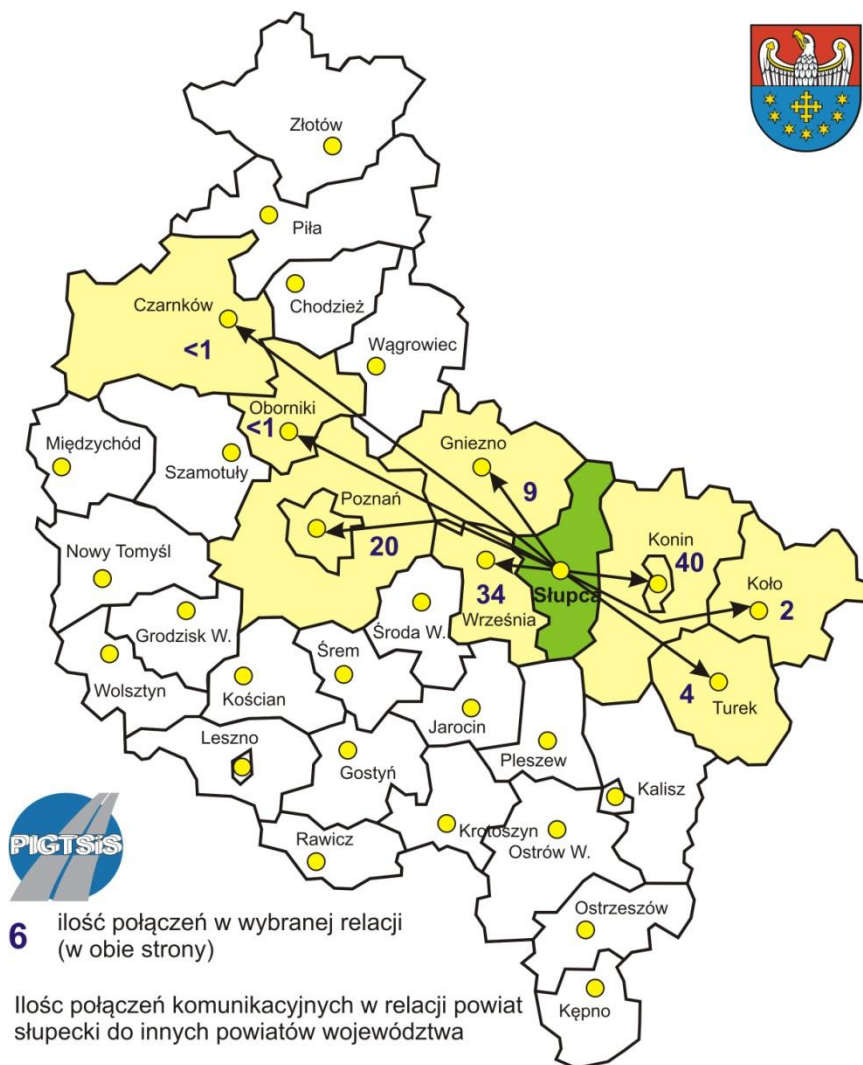 Złotów
Piła
Czarnków
Chodzież
<1
Wągrowiec
Oborniki
<1
Międzychód
Szamotuły
Gniezno
9
Poznań
20
Konin
40
Nowy Tomyśl
Słupca
34
Września
Koło
2
Grodzisk W.
Środa W.
Śrem
Wolsztyn
Kościan
4
Turek
Jarocin
Leszno
Gostyń
Pleszew
Kalisz
Krotoszyn
Rawicz
Ostrów W.
PIGTSiS
6 ilość połączeń w wybranej relacji
(w obie strony)
Ostrzeszów
Kępno
Ilośc połączeń komunikacyjnych w relacji powiat
słupecki do innych powiatów województwa